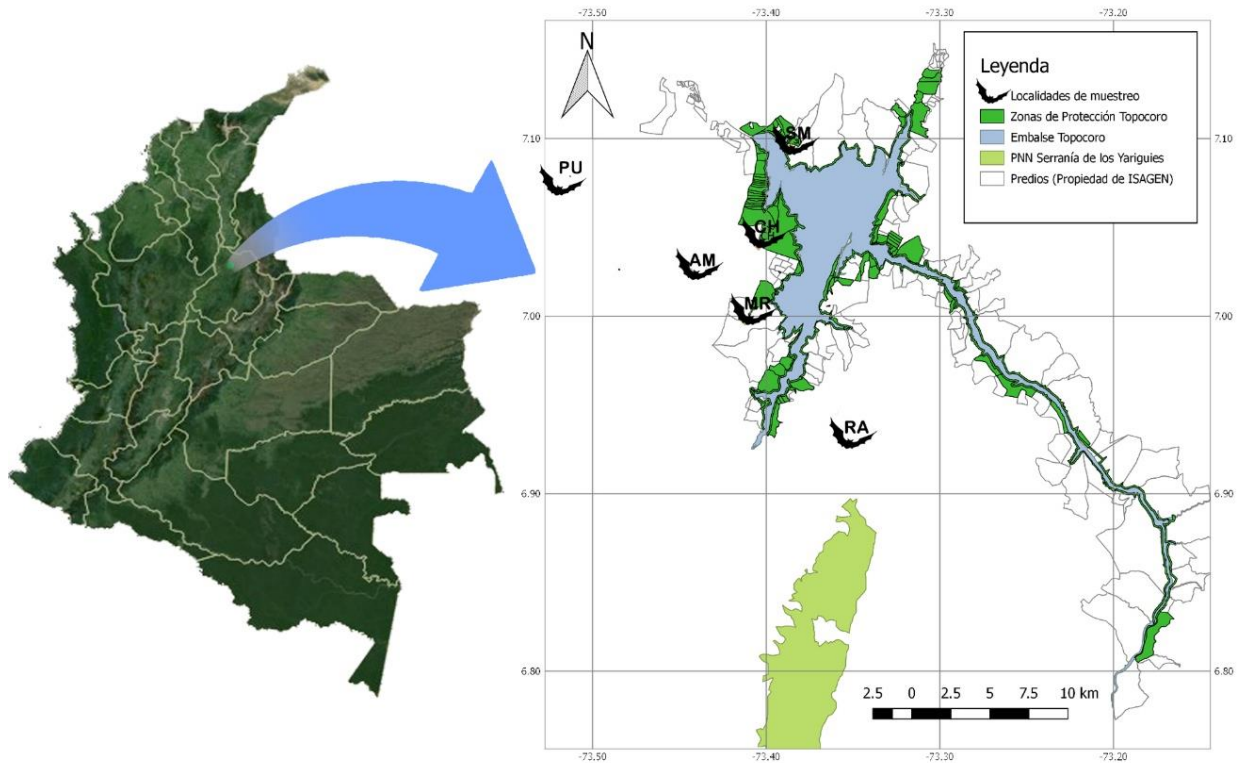 -73.50
-73.40
-73.30
-73.20
N
Leyenda
Localidades de muestreo
Zonas de Protección Topocoro
Embalse Topocoro
PNN Serranía de los Yariguies
Predios (Propiedad de ISAGEN)
7.10
7.10
SM
PU
CH
AM
MR
7.00
7.00
RA
6.90
6.90
6.80
6.80
2.5 0 2.5 5 7.5 10 km
-73.50
-73.40
-73.30
-73.20